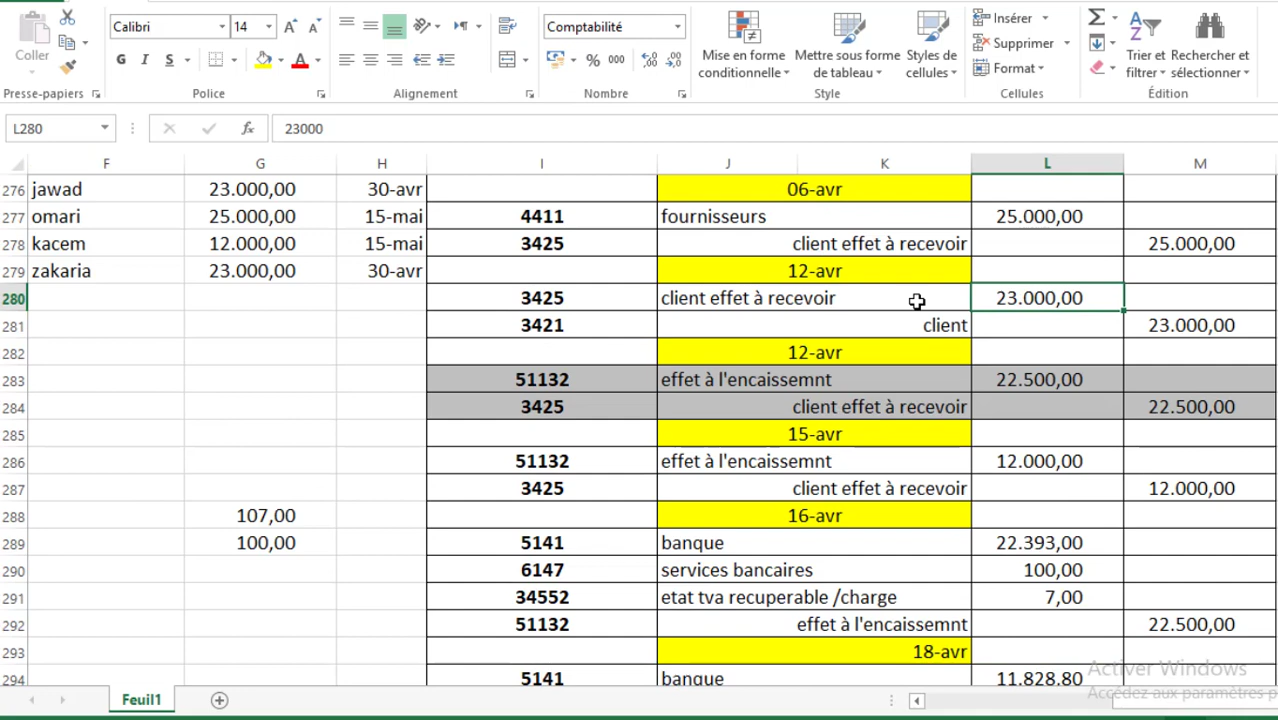 Calibri 14 Comptabilité Σ
Coller G I S A % 000
Mise en forme conditionnelle
Mettre sous forme de tableau
Styles de cellules
Insérer
Supprimer
Format
Trier et filtrer
Rechercher et sélectionner
Presse-papiers Police Alignement Nombre Style Cellules Édition
L280 fx 23000
F G H I J K L M
276 jawad 23.000,00 30-avr 06-avr
277 omari 25.000,00 15-mai 4411 fournisseurs 25.000,00
278 kacem 12.000,00 15-mai 3425 client effet à recevoir 25.000,00
279 zakaria 23.000,00 30-avr 12-avr
280 3425 client effet à recevoir 23.000,00
281 3421 client 23.000,00
282 12-avr
283 51132 effet à l'encaissemnt 22.500,00
284 3425 client effet à recevoir 22.500,00
285 15-avr
286 51132 effet à l'encaissemnt 12.000,00
287 3425 client effet à recevoir 12.000,00
288 107,00 16-avr
289 100,00 5141 banque 22.393,00
290 6147 services bancaires 100,00
291 34552 etat tva recuperable /charge 7,00
292 51132 effet à l'encaissemnt 22.500,00
293 18-avr
294 5141 banque 11.828,80
Activer Windows
Accédez aux paramètres p
Feuil1